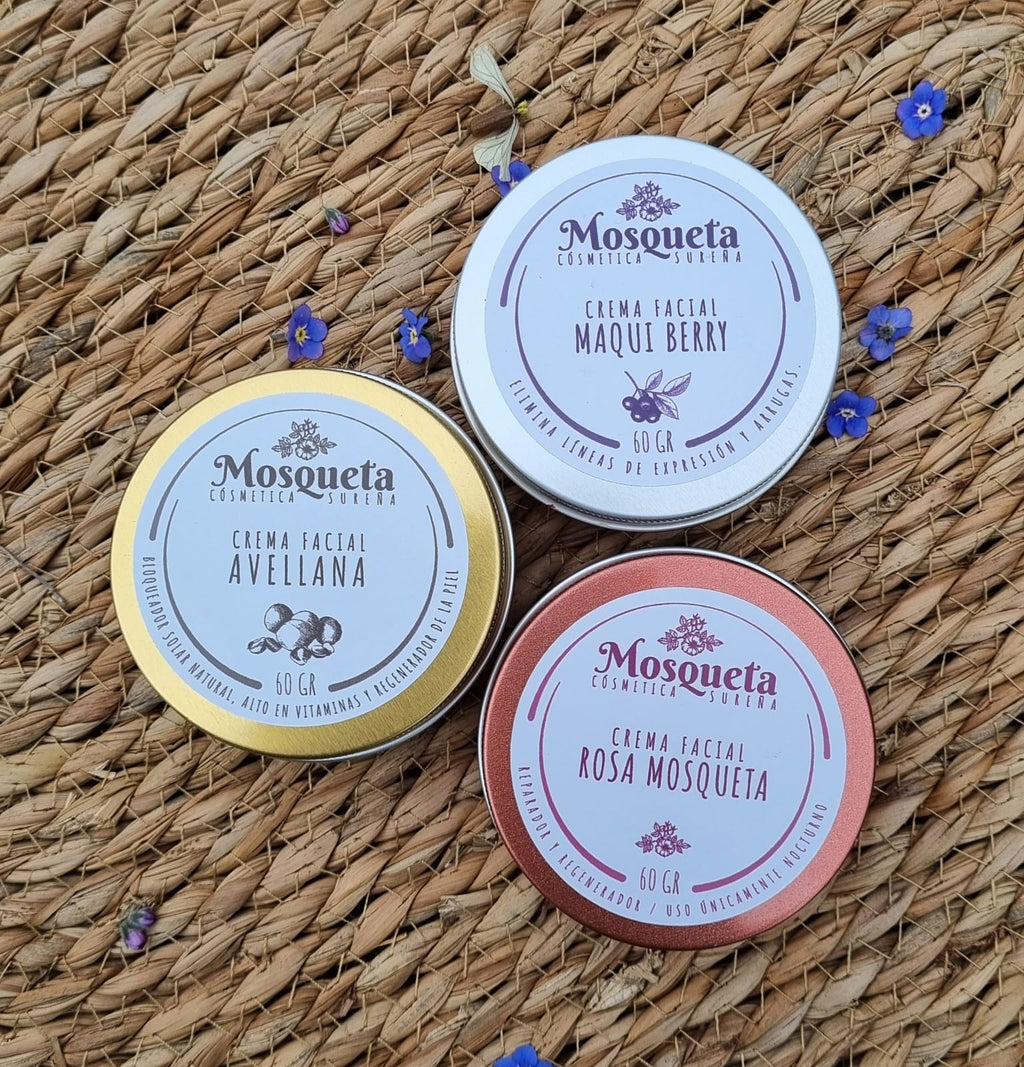 Mosqueta
CÓSMETICA SUREÑA
CREMA FACIAL
MAQUI BERRY
60 GR
ELIMINA LÍNEAS DE EXPRESIÓN Y ARRUGAS.
Mosqueta
CÓSMETICA SUREÑA
CREMA FACIAL
AVELLANA
60 GR
BLOQUEADOR SOLAR NATURAL, ALTO EN VITAMINAS Y REGENERADOR DE LA PIEL
Mosqueta
CÓSMETICA SUREÑA
CREMA FACIAL
ROSA MOSQUETA
60 GR
REPARADOR Y REGENERADOR / USO ÚNICAMENTE NOCTURNO